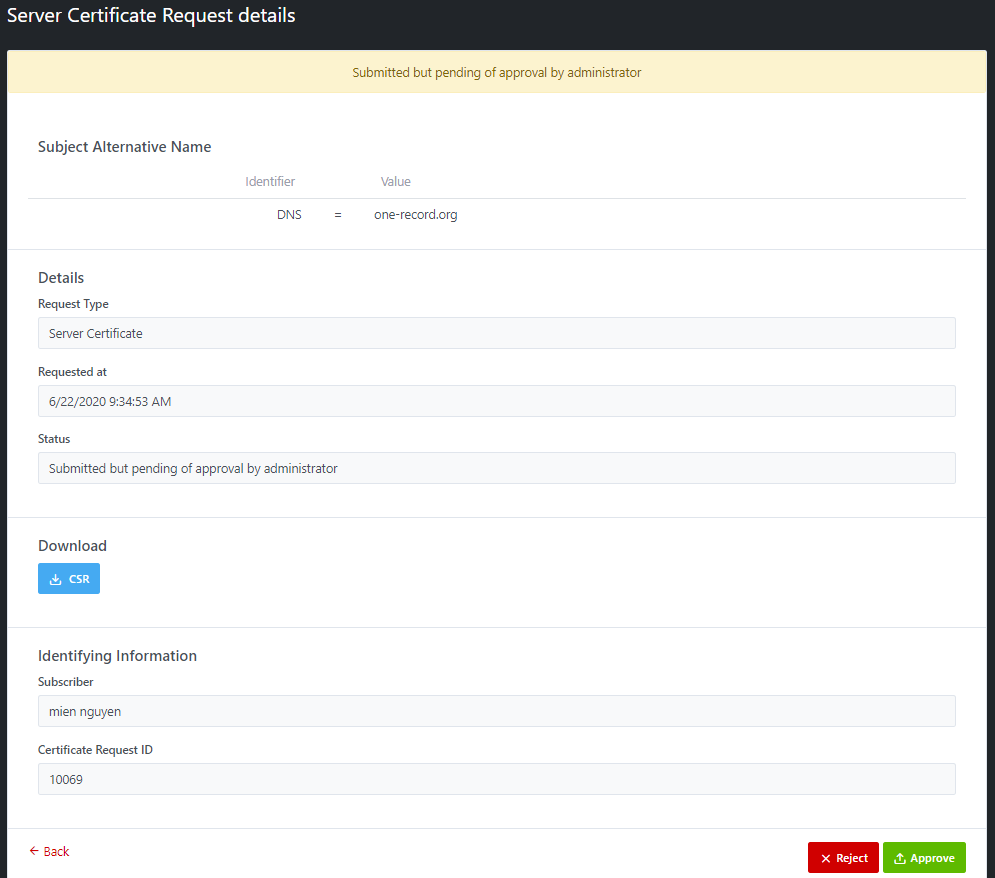 Server Certificate Request details
Submitted but pending of approval by administrator
Subject Alternative Name
Identifier Value
DNS = one-record.org
Details
Request Type
Server Certificate
Requested at
6/22/2020 9:34:53 AM
Status
Submitted but pending of approval by administrator
Download
CSR
Identifying Information
Subscriber
mien nguyen
Certificate Request ID
10069
Back Reject Approve